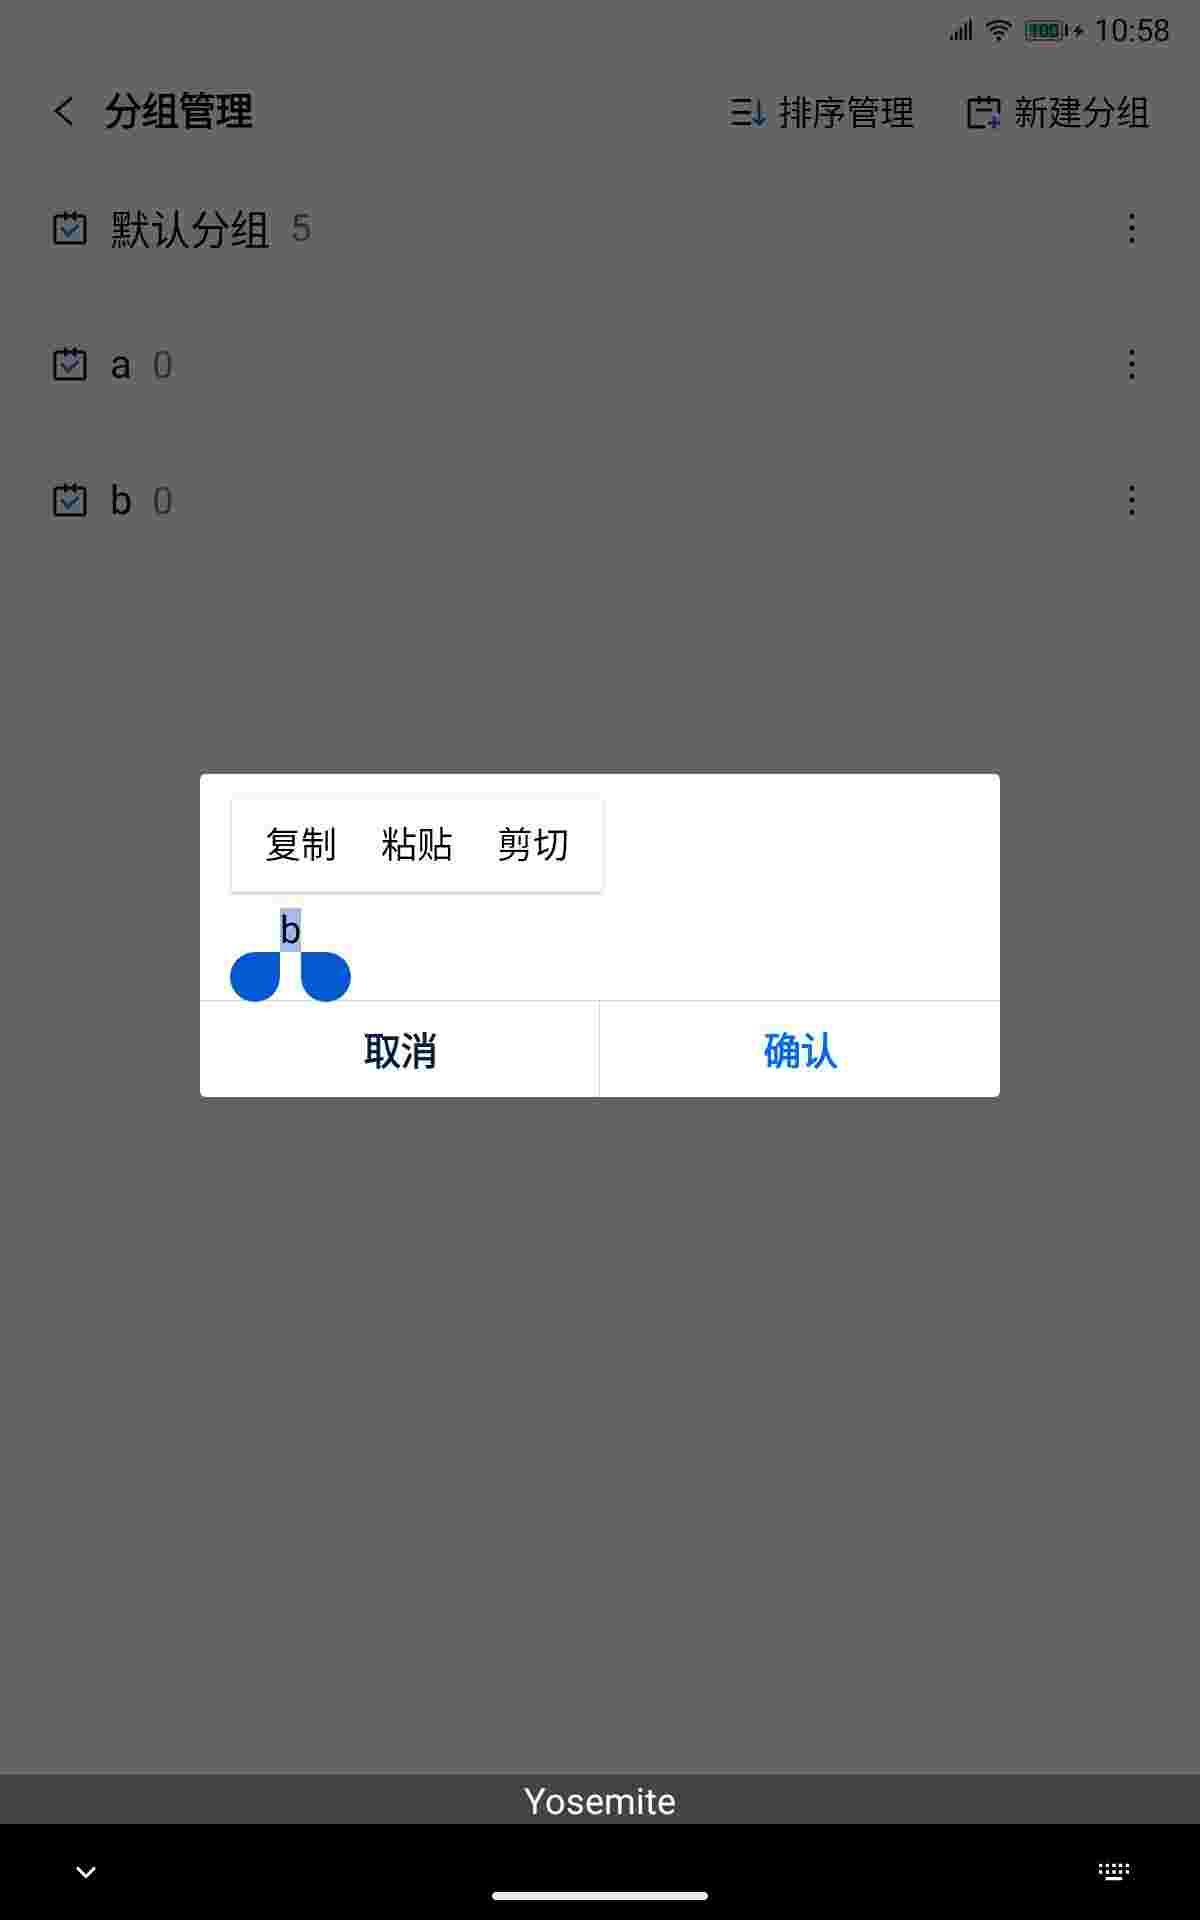 100 10:58
分组管理 排序管理 新建分组
默认分组 5
a 0
b 0
复制 粘贴 剪切
b
取消 确认
Yosemite